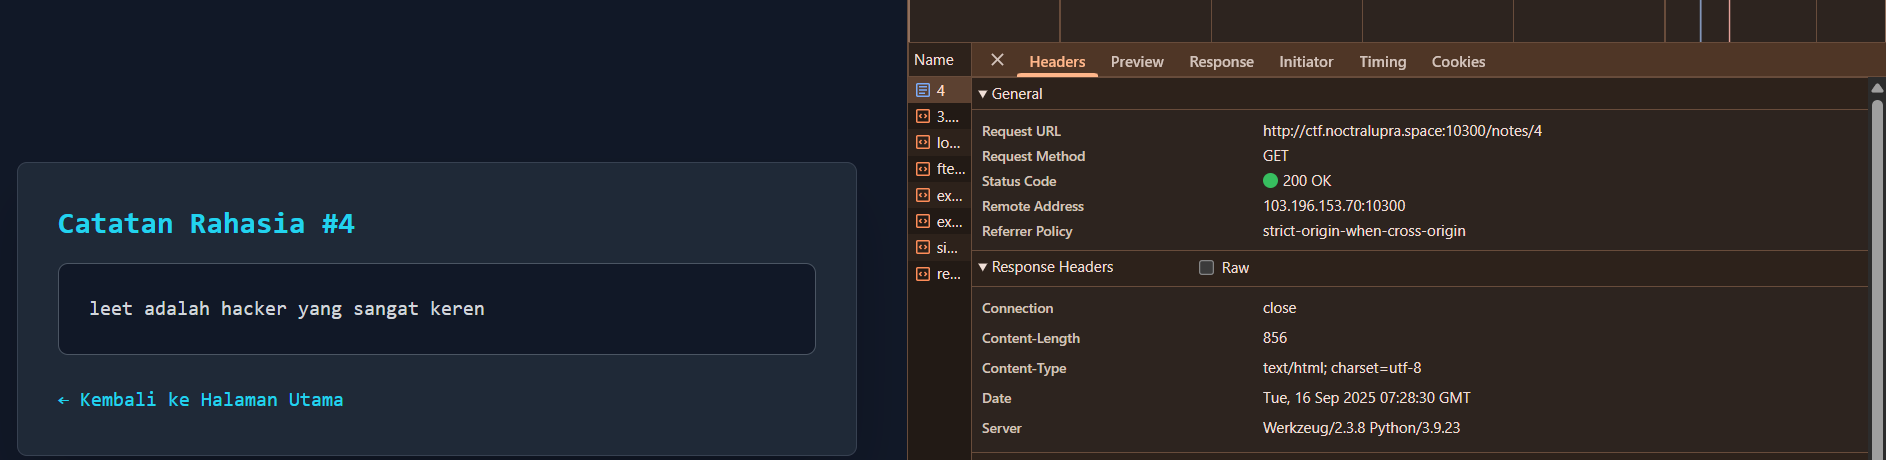 Catatan Rahasia #4
leet adalah hacker yang sangat keren
← Kembali ke Halaman Utama
Name
4
3....
lo...
fte...
ex...
ex...
si...
re...
Headers Preview Response Initiator Timing Cookies
General
Request URL http://ctf.noctralupra.space:10300/notes/4
Request Method GET
Status Code 200 OK
Remote Address 103.196.153.70:10300
Referrer Policy strict-origin-when-cross-origin
Response Headers Raw
Connection close
Content-Length 856
Content-Type text/html; charset=utf-8
Date Tue, 16 Sep 2025 07:28:30 GMT
Server Werkzeug/2.3.8 Python/3.9.23